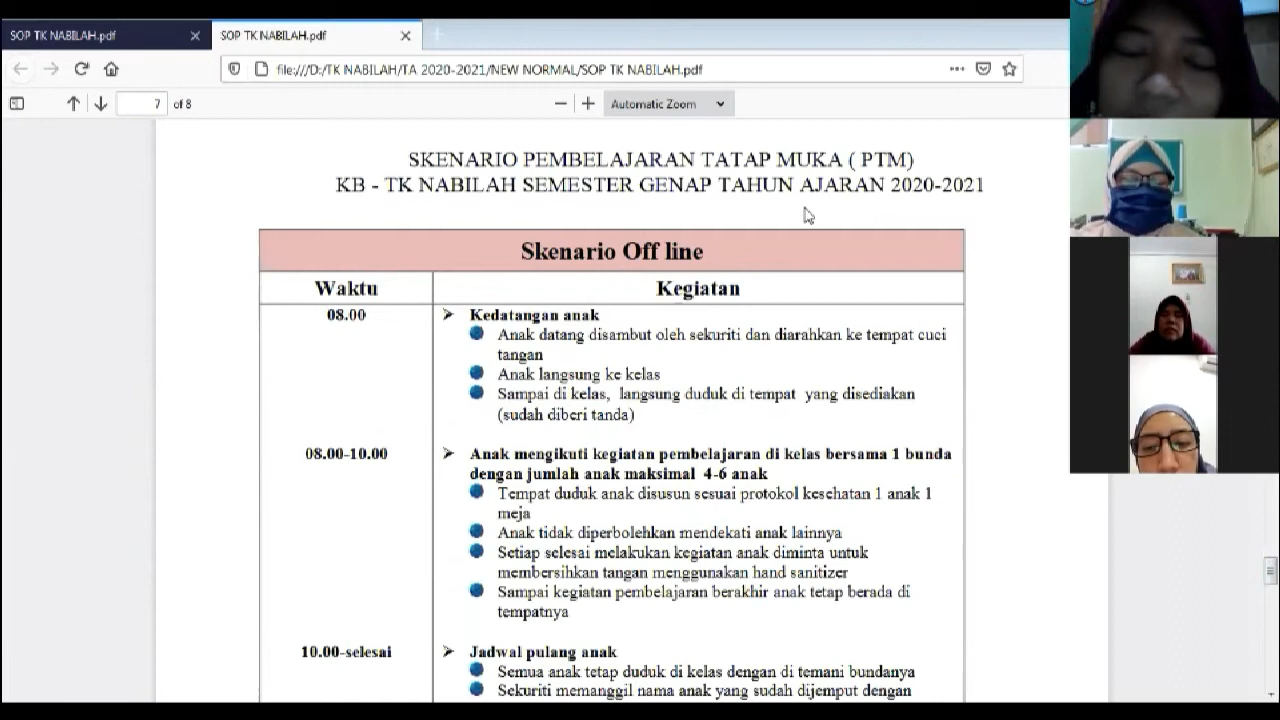 SOP TK NABILAH.pdf
SOP TK NABILAH.pdf
file:///D:/TK NABILAH/TA 2020-2021/NEW NORMAL/SOP TK NABILAH.pdf
7 of 8
Automatic Zoom
SKENARIO PEMBELAJARAN TATAP MUKA ( PTM)
KB - TK NABILAH SEMESTER GENAP TAHUN AJARAN 2020-2021
Skenario Off line
Waktu Kegiatan
08.00 ➢ Kedatangan anak
● Anak datang disambut oleh sekuriti dan diarahkan ke tempat cuci
tangan
● Anak langsung ke kelas
● Sampai di kelas, langsung duduk di tempat yang disediakan
(sudah diberi tanda)
08.00-10.00 ➢ Anak mengikuti kegiatan pembelajaran di kelas bersama 1 bunda
dengan jumlah anak maksimal 4-6 anak
● Tempat duduk anak disusun sesuai protokol kesehatan 1 anak 1
meja
● Anak tidak diperbolehkan mendekati anak lainnya
● Setiap selesai melakukan kegiatan anak diminta untuk
membersihkan tangan menggunakan hand sanitizer
● Sampai kegiatan pembelajaran berakhir anak tetap berada di
tempatnya
10.00-selesai ➢ Jadwal pulang anak
● Semua anak tetap duduk di kelas dengan di temani bundanya
● Sekuriti memanggil nama anak yang sudah dijemput dengan